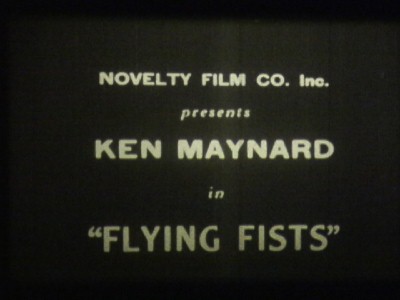 NOVELTY FILM CO. Inc.
presents
KEN MAYNARD
in
“FLYING FISTS”